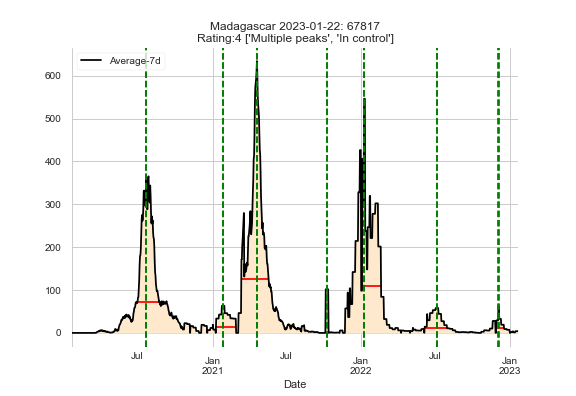 Madagascar 2023-01-22: 67817
Rating:4 ['Multiple peaks', 'In control']
Average-7d
600
500
400
300
200
100
0
Jul
Jan
2021
Jul
Jan
2022
Jul
Jan
2023
Date